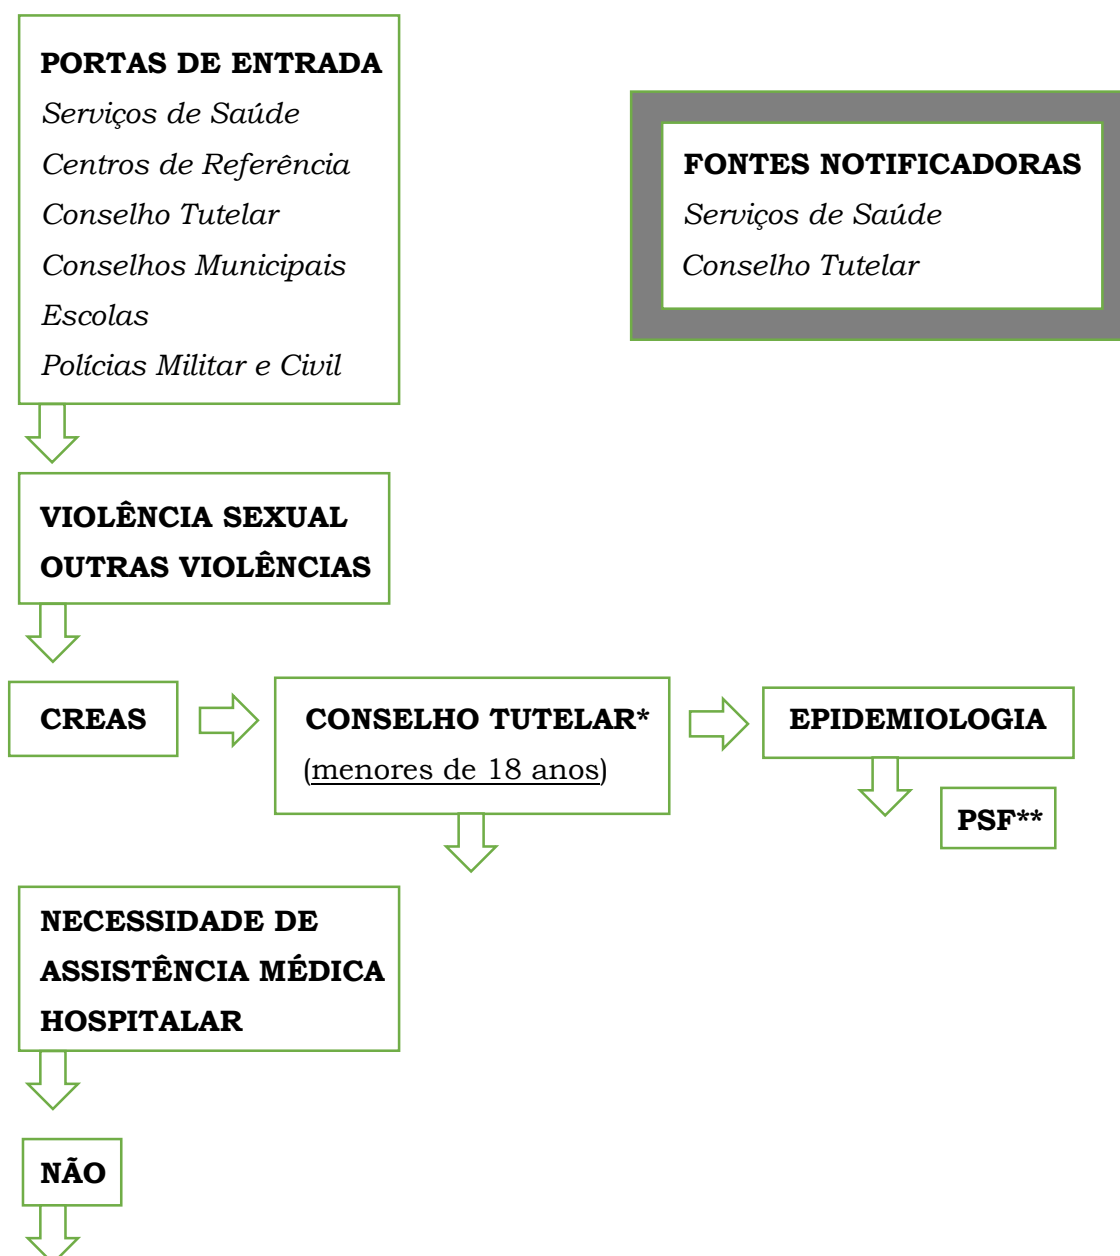 PORTAS DE ENTRADA
Serviços de Saúde
Centros de Referência
Conselho Tutelar
Conselhos Municipais
Escolas
Polícias Militar e Civil
FONTES NOTIFICADORAS
Serviços de Saúde
Conselho Tutelar
VIOLÊNCIA SEXUAL
OUTRAS VIOLÊNCIAS
CREAS
CONSELHO TUTELAR*
(menores de 18 anos)
EPIDEMIOLOGIA
PSF**
NECESSIDADE DE
ASSISTÊNCIA MÉDICA
HOSPITALAR
NÃO